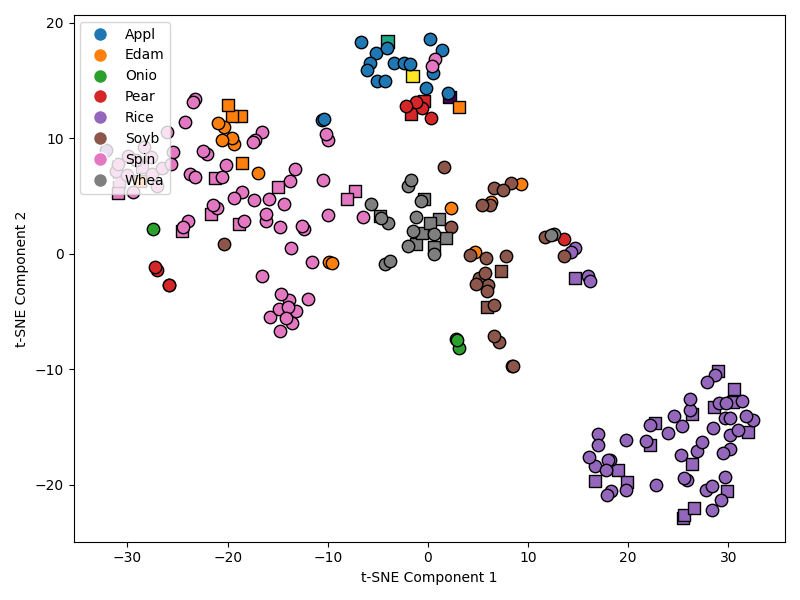 Appl
Edam
Onio
Pear
Rice
Soyb
Spin
Whea
20
10
0
−10
−20
t-SNE Component 2
−30 −20 −10 0 10 20 30
t-SNE Component 1